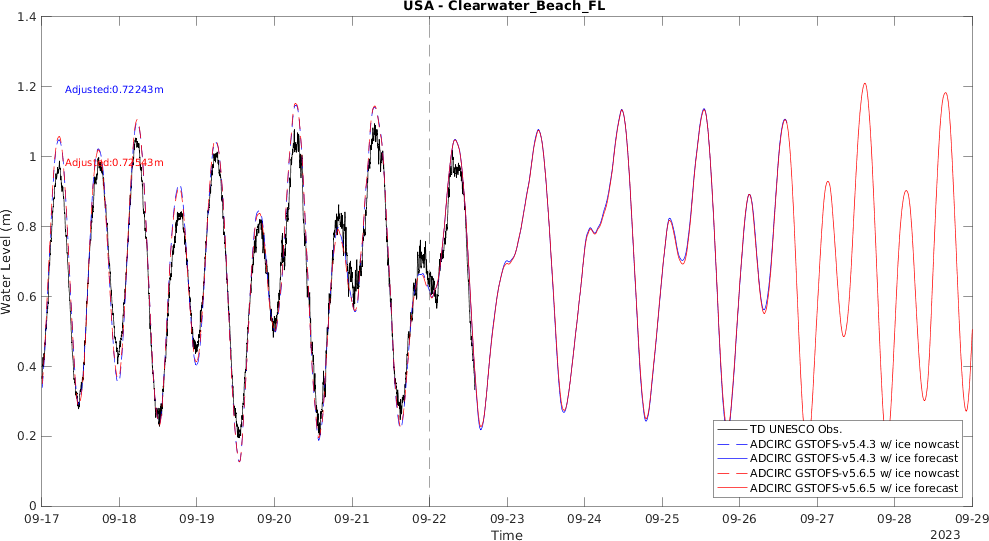 USA - Clearwater_Beach_FL
1.4
1.2
1
0.8
0.6
0.4
0.2
0
Water Level (m)
Adjusted:0.72243m
Adjusted:0.72543m
TD UNESCO Obs.
ADCIRC GSTOFS-v5.4.3 w/ ice nowcast
ADCIRC GSTOFS-v5.4.3 w/ ice forecast
ADCIRC GSTOFS-v5.6.5 w/ ice nowcast
ADCIRC GSTOFS-v5.6.5 w/ ice forecast
09-17 09-18 09-19 09-20 09-21 09-22 09-23 09-24 09-25 09-26 09-27 09-28 09-29
Time
2023